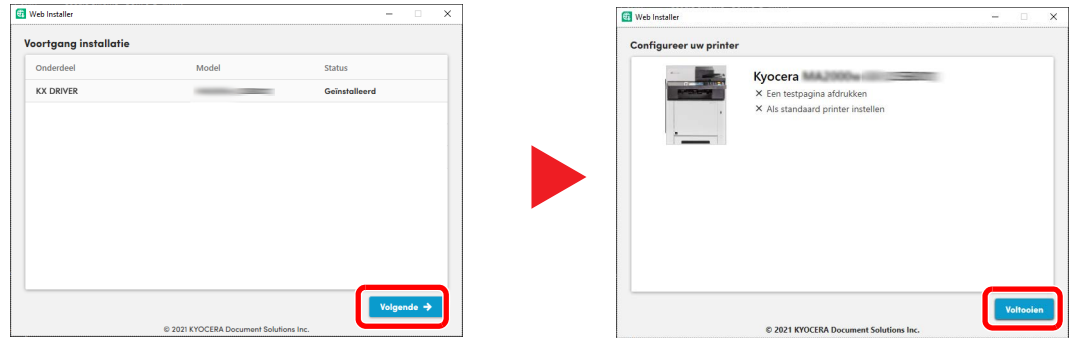 Web Installer
Voortgang installatie
Onderdeel Model Status
KX DRIVER Geïnstalleerd
Volgende →
© 2021 KYOCERA Document Solutions Inc.
Web Installer
Configureer uw printer
Kyocera
✕ Een testpagina afdrukken
✕ Als standaard printer instellen
Voltooien
© 2021 KYOCERA Document Solutions Inc.